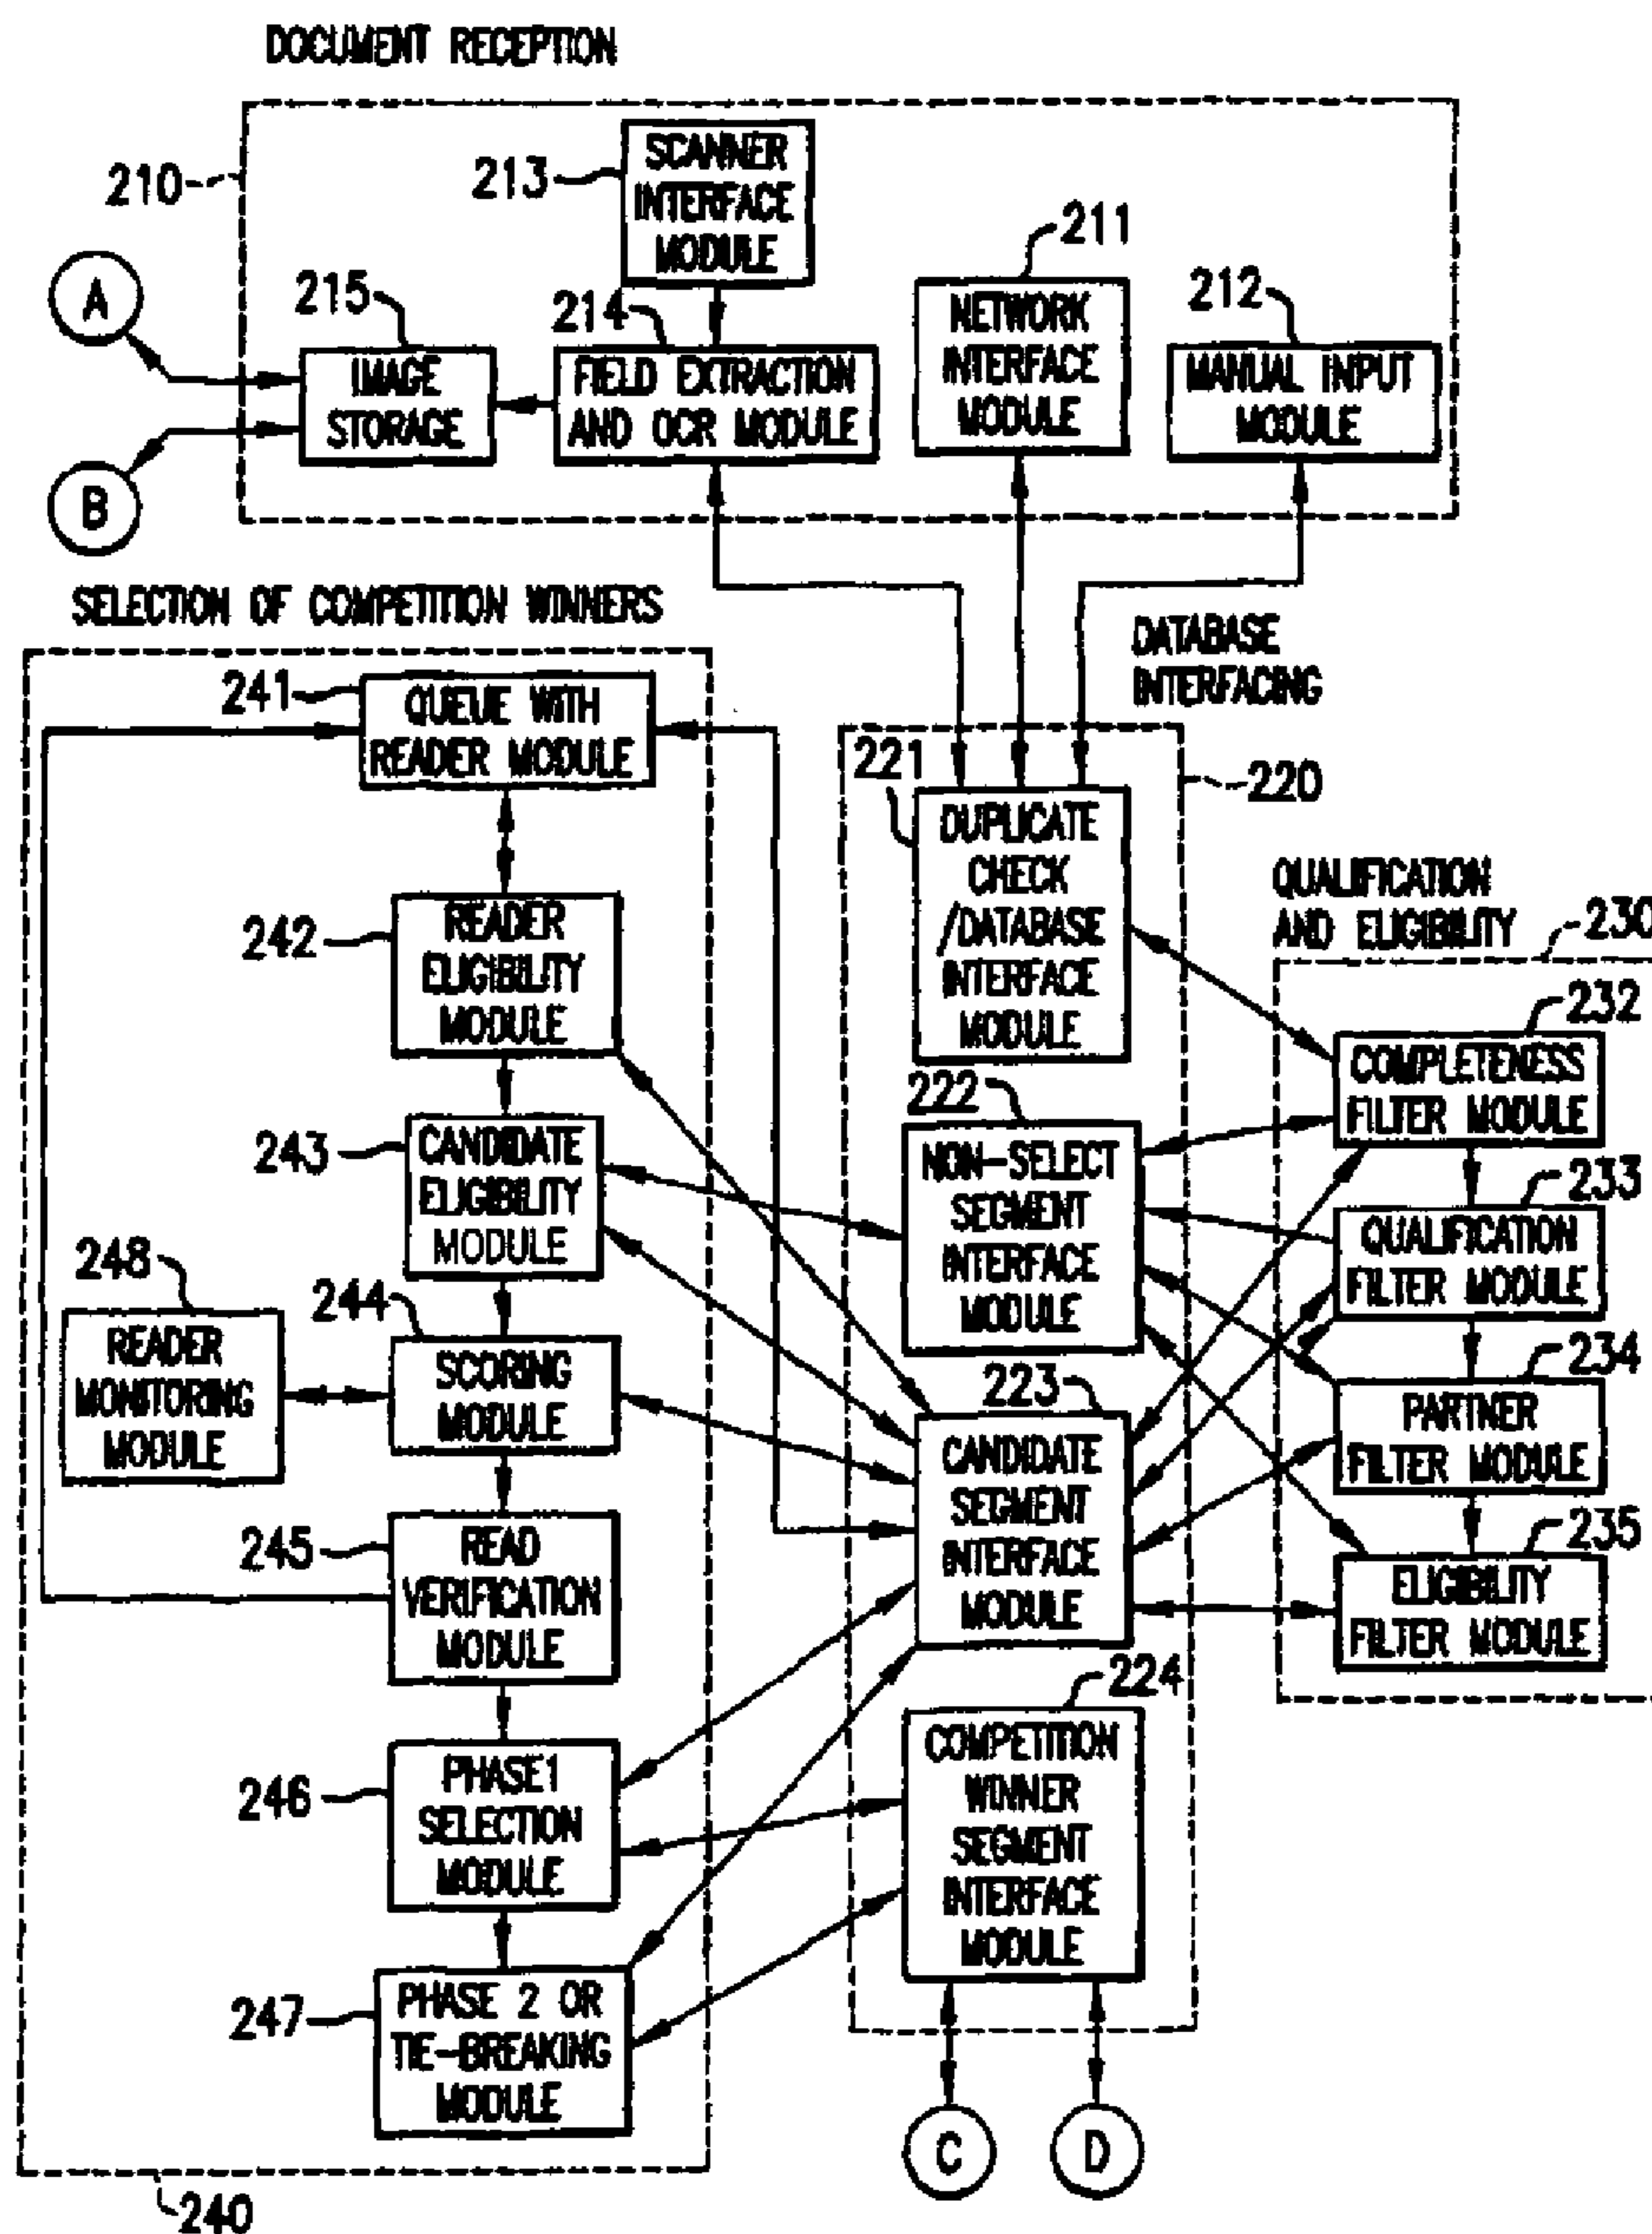 DOCUMENT RECEPTION
210
213
SCANNER
INTERFACE
MODULE
211
NETWORK
INTERFACE
MODULE
212
MANUAL INPUT
MODULE
A
215
IMAGE
STORAGE
214
FIELD EXTRACTION
AND OCR MODULE
B
SELECTION OF COMPETITION WINNERS
DATABASE
INTERFACING
241
QUEUE WITH
READER MODULE
221
DUPLICATE
CHECK
/DATABASE
INTERFACE
MODULE
220
QUALIFICATION
AND ELIGIBILITY
230
242
READER
ELIGIBILITY
MODULE
232
COMPLETENESS
FILTER MODULE
243
CANDIDATE
ELIGIBILITY
MODULE
222
NON-SELECT
SEGMENT
INTERFACE
MODULE
233
QUALIFICATION
FILTER MODULE
248
READER
MONITORING
MODULE
244
SCORING
MODULE
234
PARTNER
FILTER MODULE
223
CANDIDATE
SEGMENT
INTERFACE
MODULE
245
READ
VERIFICATION
MODULE
235
ELIGIBILITY
FILTER MODULE
246
PHASE1
SELECTION
MODULE
224
COMPETITION
WINNER
SEGMENT
INTERFACE
MODULE
247
PHASE 2 OR
TIE-BREAKING
MODULE
C
D
240